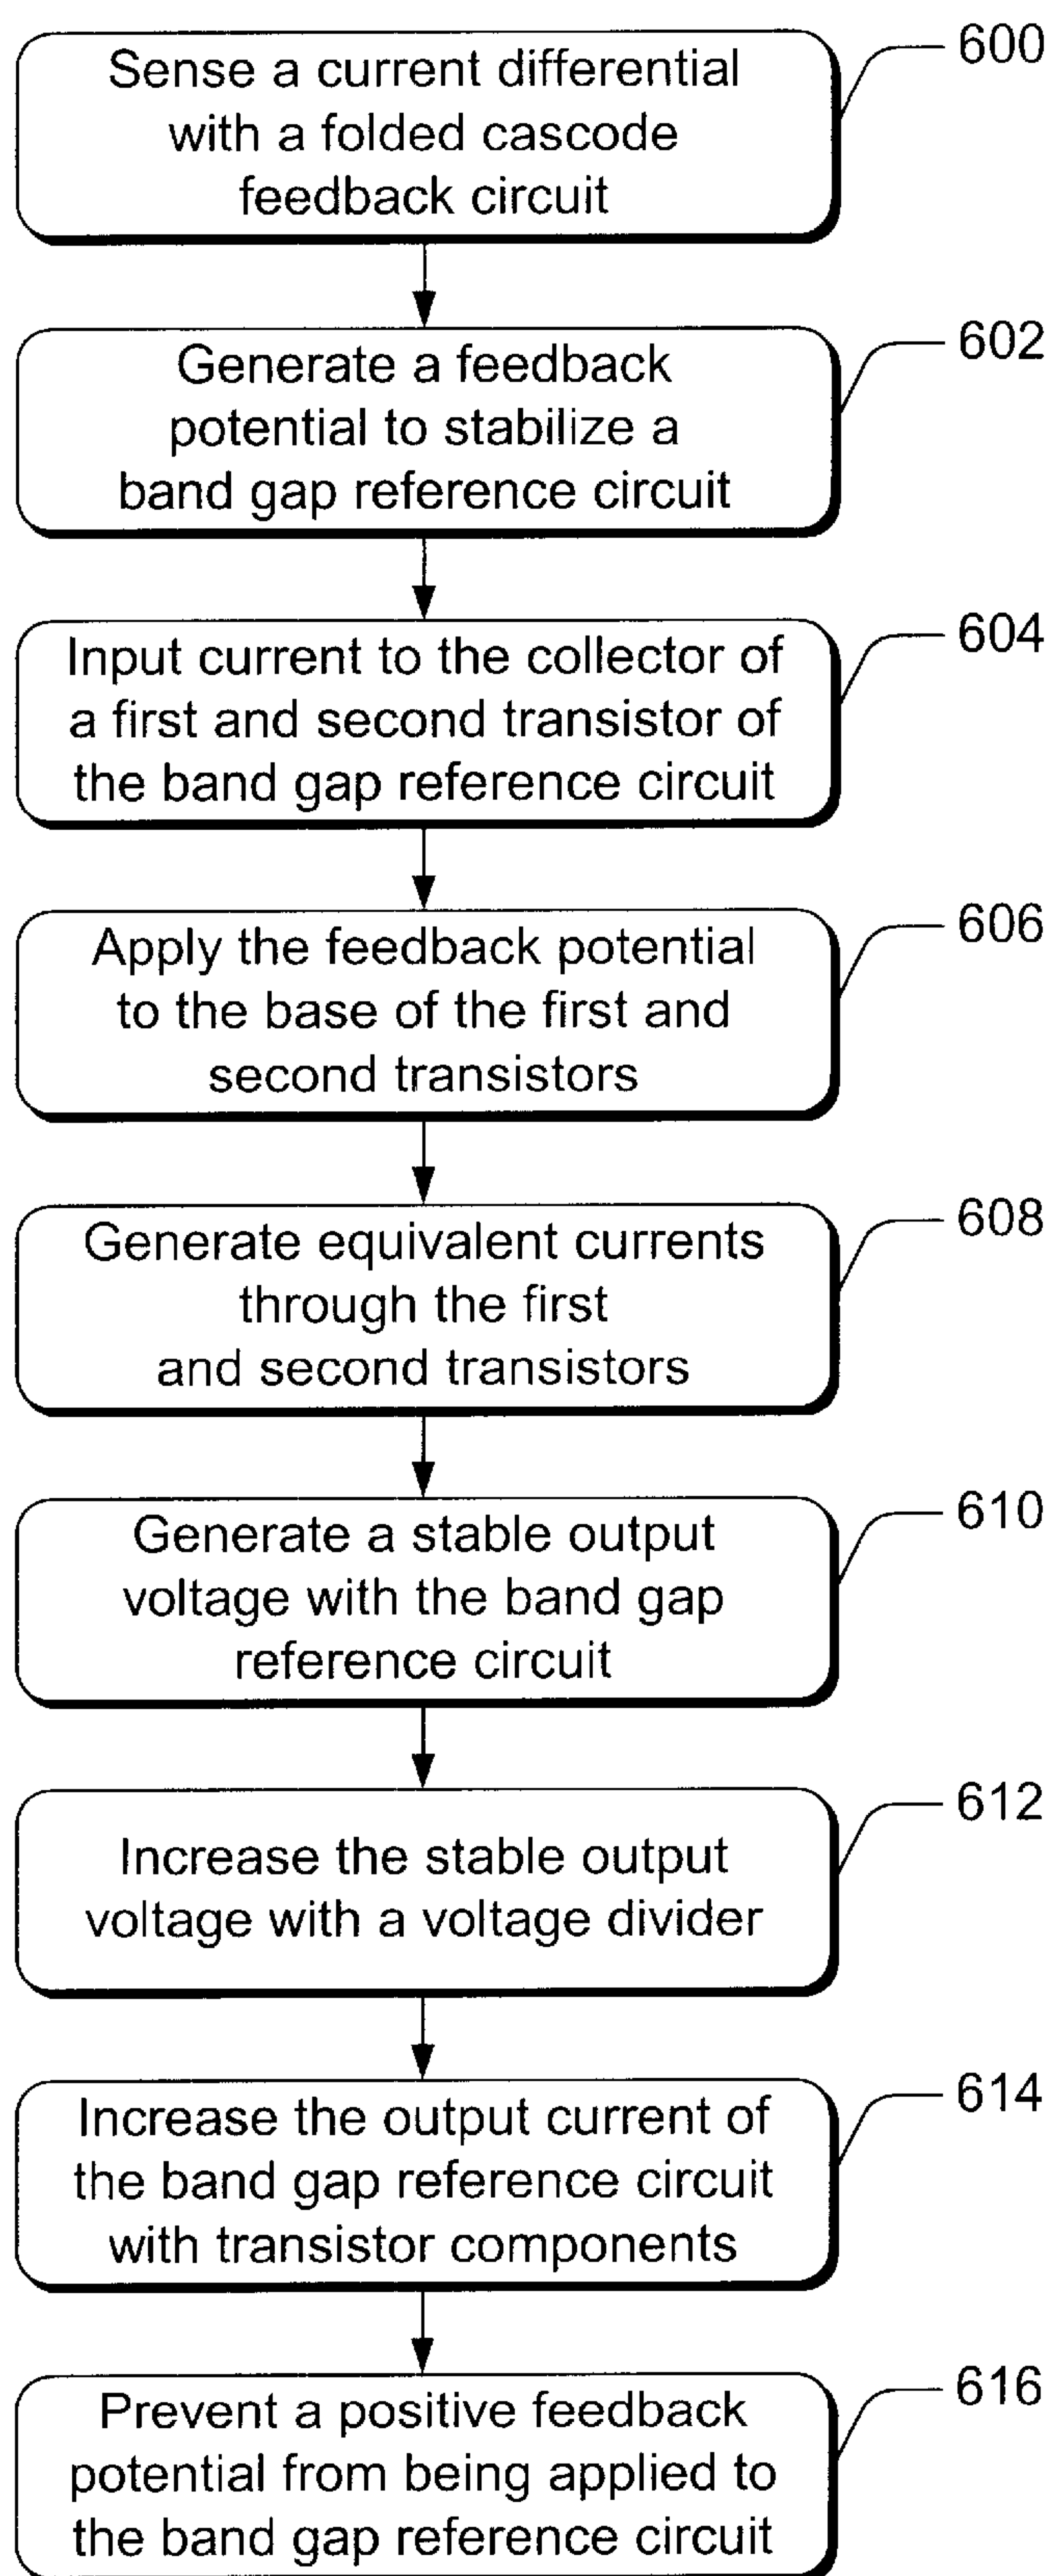 600
Sense a current differential
with a folded cascode
feedback circuit
602
Generate a feedback
potential to stabilize a
band gap reference circuit
604
Input current to the collector of
a first and second transistor of
the band gap reference circuit
606
Apply the feedback potential
to the base of the first and
second transistors
608
Generate equivalent currents
through the first
and second transistors
610
Generate a stable output
voltage with the band gap
reference circuit
612
Increase the stable output
voltage with a voltage divider
614
Increase the output current of
the band gap reference circuit
with transistor components
616
Prevent a positive feedback
potential from being applied to
the band gap reference circuit